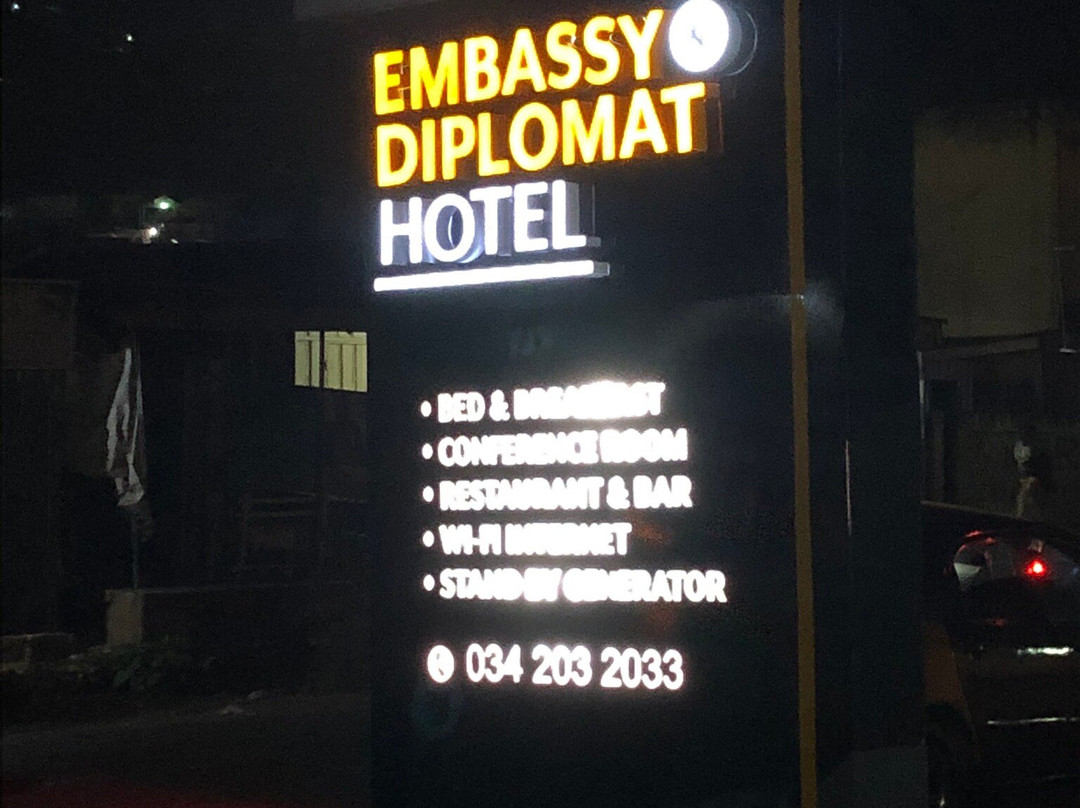 EMBASSY
DIPLOMAT
HOTEL
• BED & BREAKFAST
• CONFERENCE ROOM
• RESTAURANT & BAR
• WI-FI INTERNET
• STAND BY GENERATOR
034 203 2033